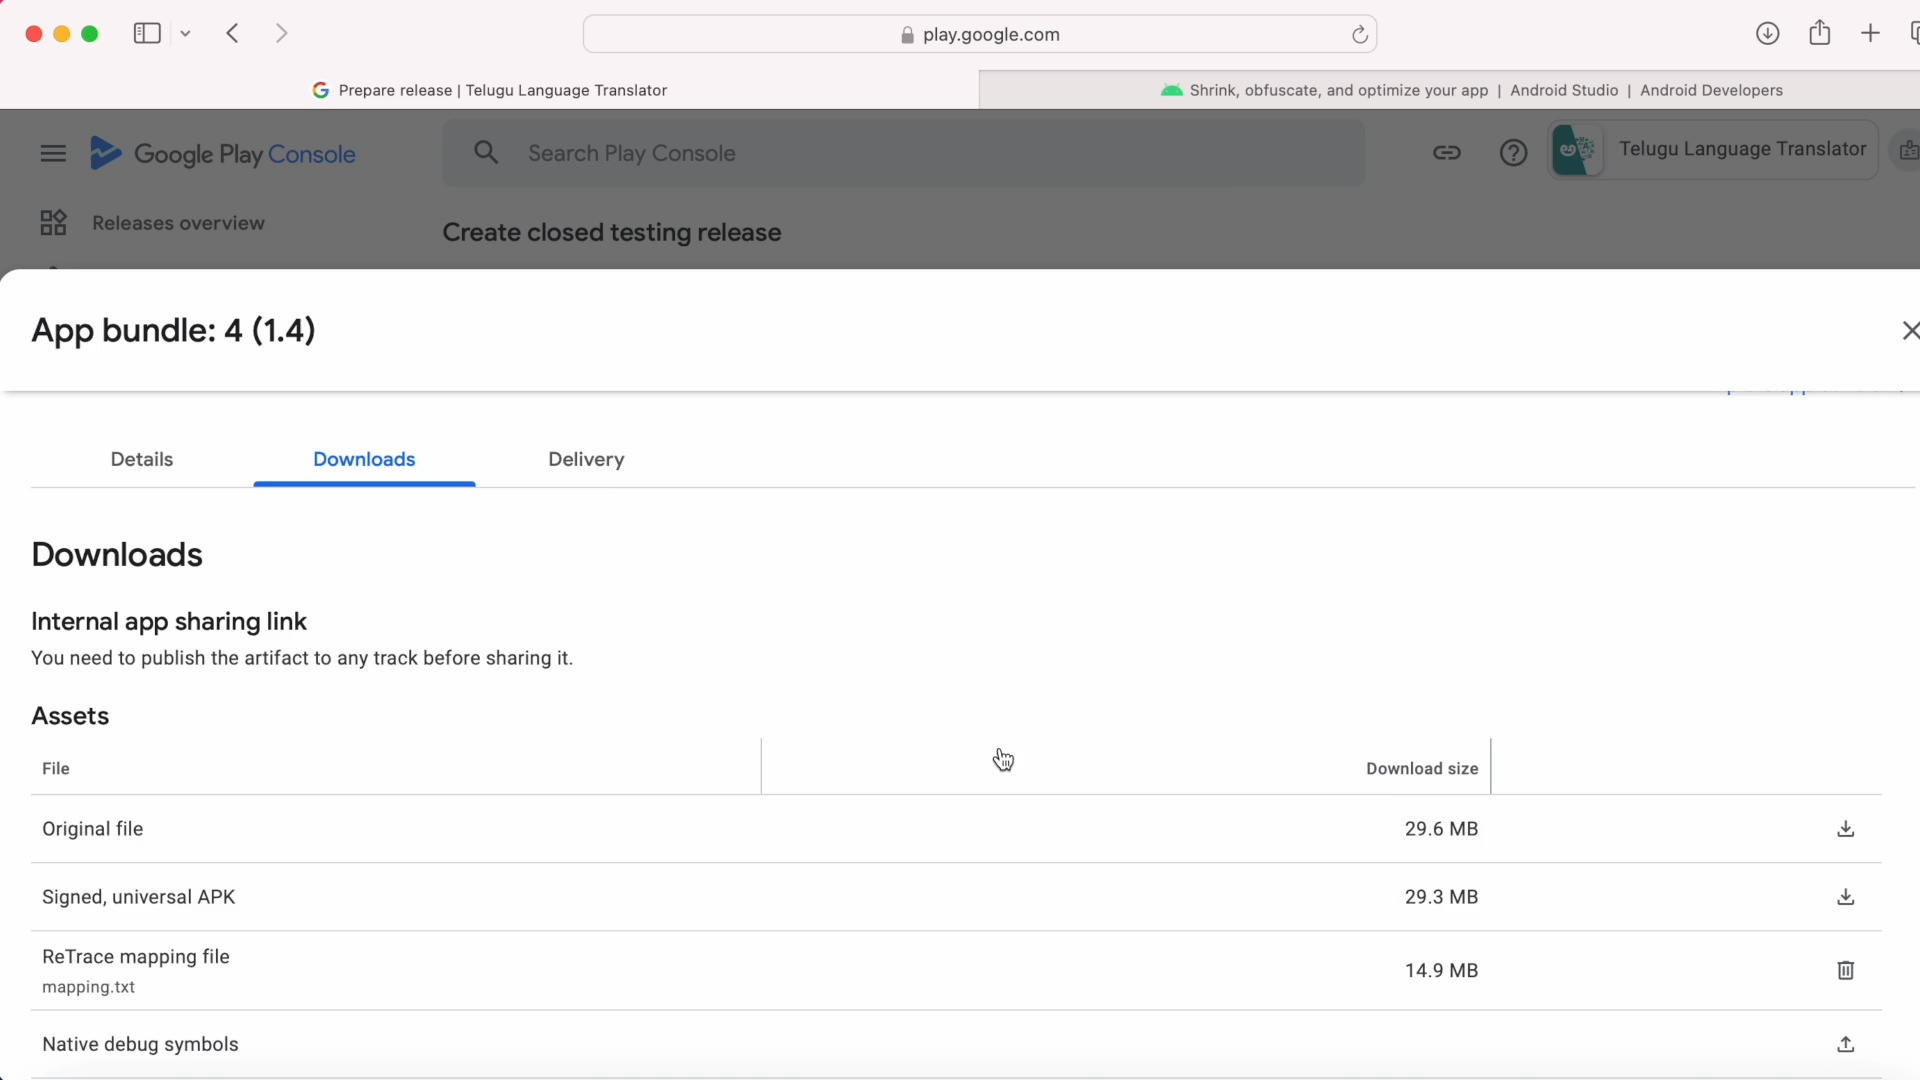 play.google.com
Prepare release | Telugu Language Translator
Shrink, obfuscate, and optimize your app | Android Studio | Android Developers
Google Play Console
Search Play Console
Telugu Language Translator
Releases overview
Create closed testing release
App bundle: 4 (1.4)
Details
Downloads
Delivery
Downloads
Internal app sharing link
You need to publish the artifact to any track before sharing it.
Assets
File
Download size
Original file
29.6 MB
Signed, universal APK
29.3 MB
ReTrace mapping file
mapping.txt
14.9 MB
Native debug symbols